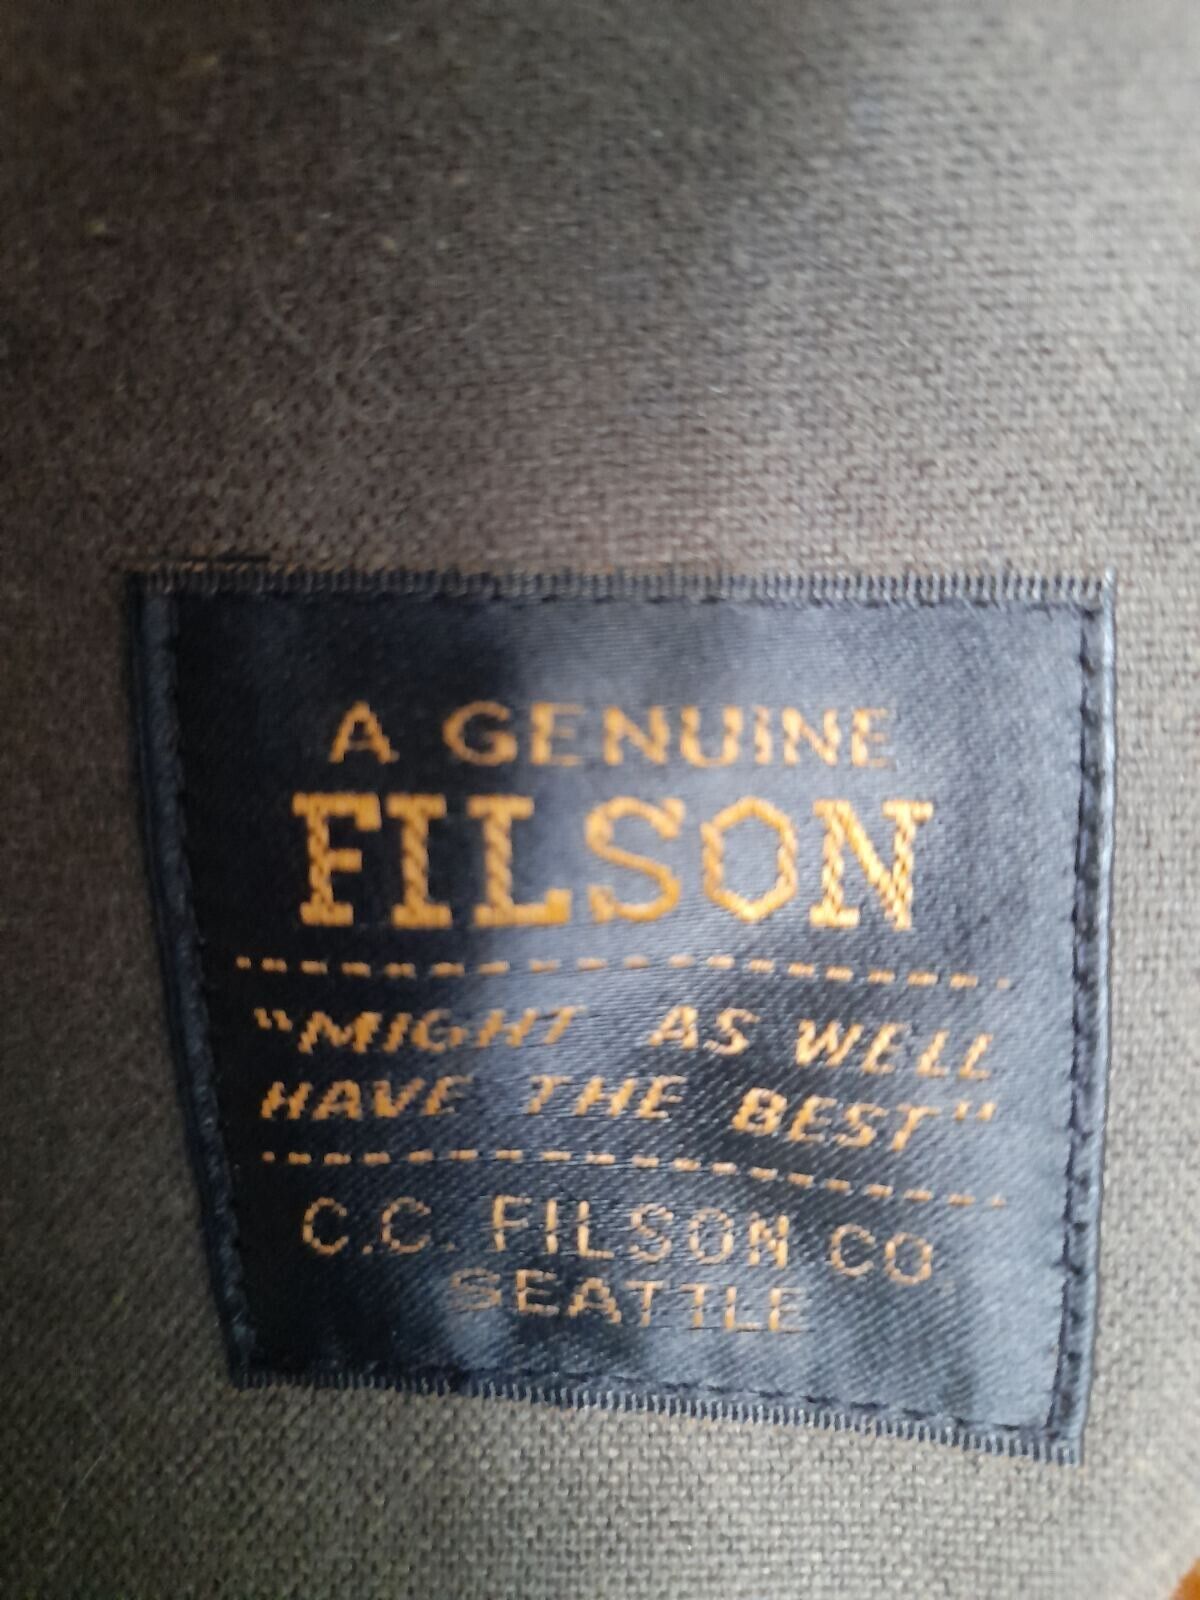 A GENUINE
FILSON
"MIGHT AS WELL
HAVE THE BEST"
C.C. FILSON CO.
SEATTLE